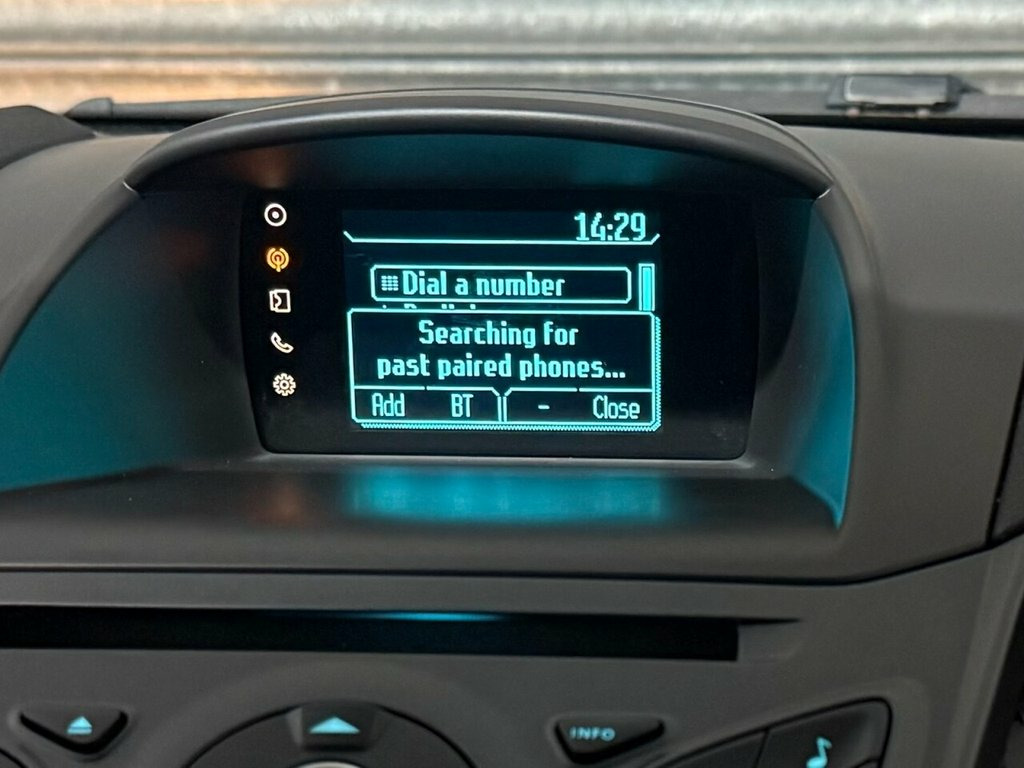 14:29
Dial a number
Searching for
past paired phones...
Add BT - Close
INFO